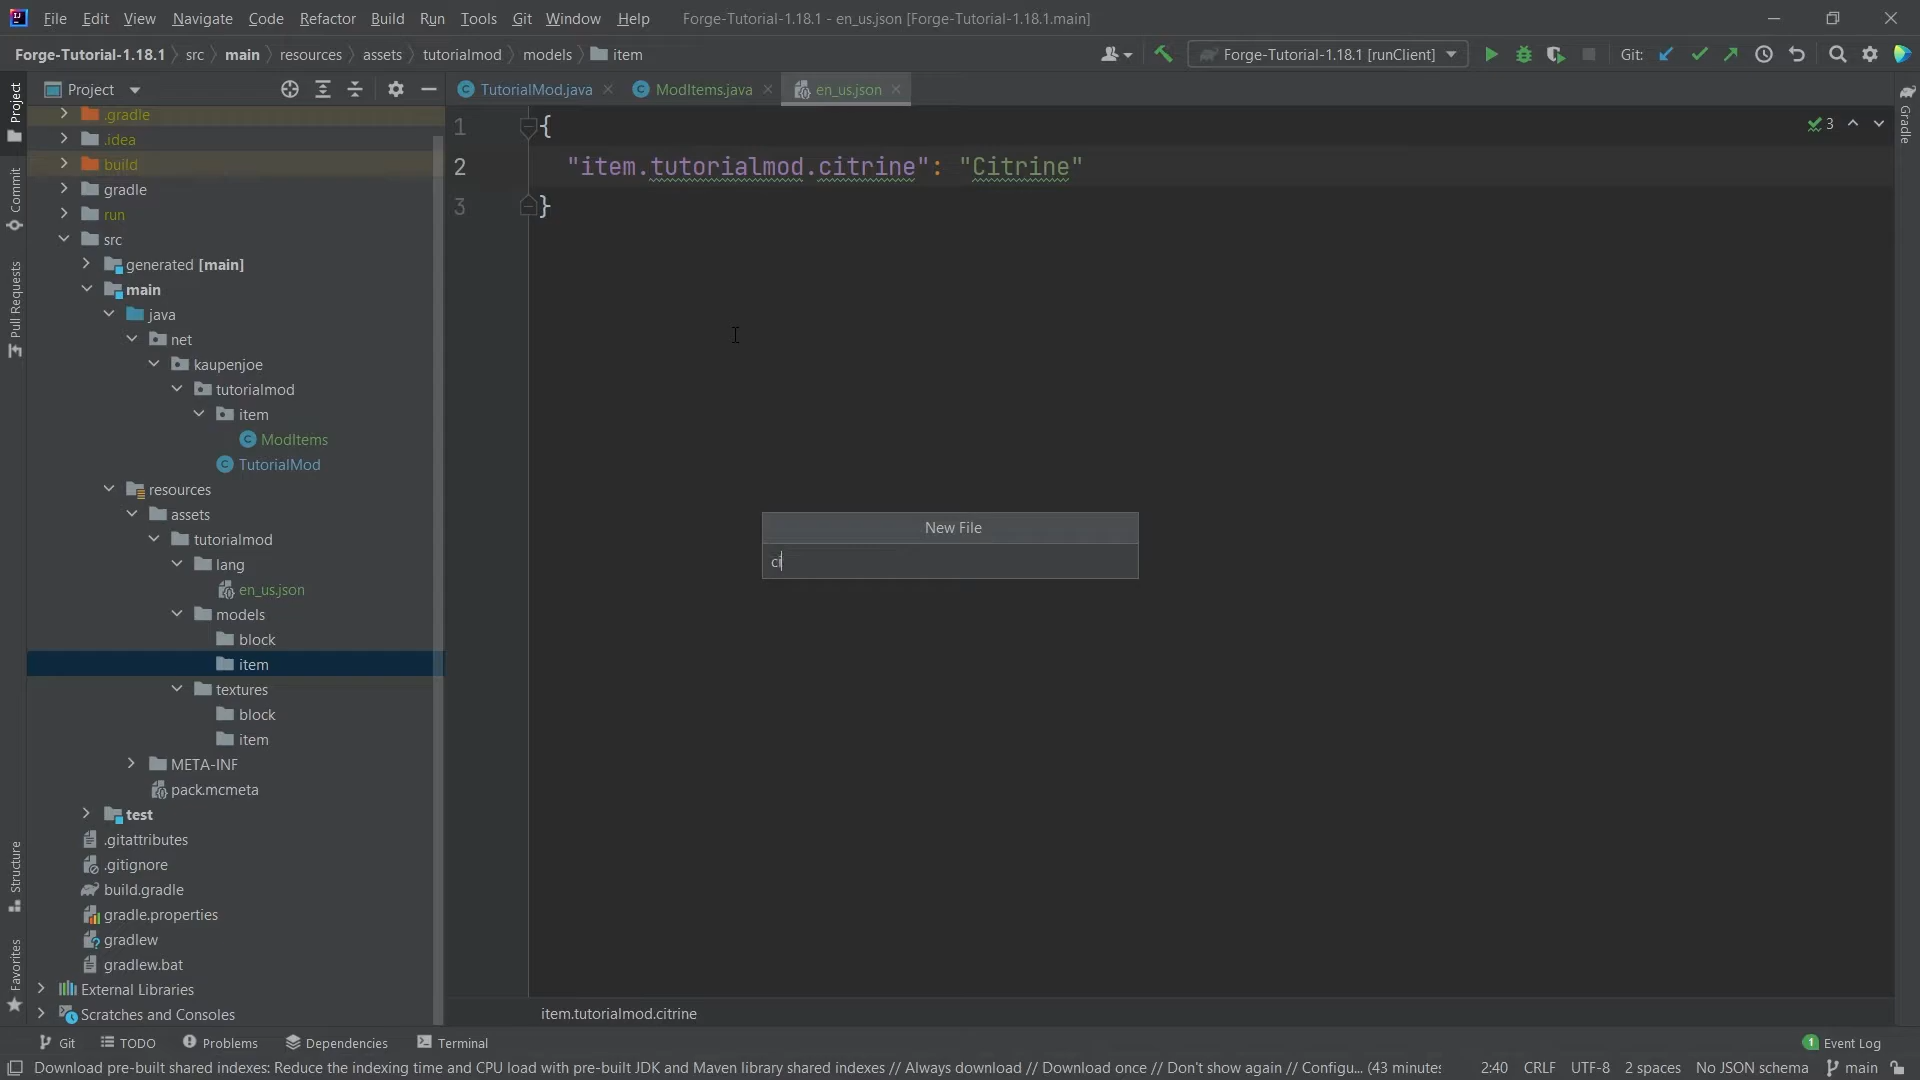 File Edit View Navigate Code Refactor Build Run Tools Git Window Help Forge-Tutorial-1.18.1 - en_us.json [Forge-Tutorial-1.18.1.main]
Forge-Tutorial-1.18.1 src main resources assets tutorialmod models item Forge-Tutorial-1.18.1 [runClient] Git:
Project TutorialMod.java ModItems.java en_us.json
Project
Commit
Pull Requests
Structure
Favorites
Gradle
.gradle
.idea
build
gradle
run
src
generated [main]
main
java
net
kaupenjoe
tutorialmod
item
ModItems
TutorialMod
resources
assets
tutorialmod
lang
en_us.json
models
block
item
textures
block
item
META-INF
pack.mcmeta
test
.gitattributes
.gitignore
build.gradle
gradle.properties
gradlew
gradlew.bat
External Libraries
Scratches and Consoles
1 {
2 "item.tutorialmod.citrine": "Citrine"
3 }
3
New File
ci
item.tutorialmod.citrine
Git TODO Problems Dependencies Terminal 1 Event Log
Download pre-built shared indexes: Reduce the indexing time and CPU load with pre-built JDK and Maven library shared indexes // Always download // Download once // Don't show again // Configu... (43 minutes 2:40 CRLF UTF-8 2 spaces No JSON schema main